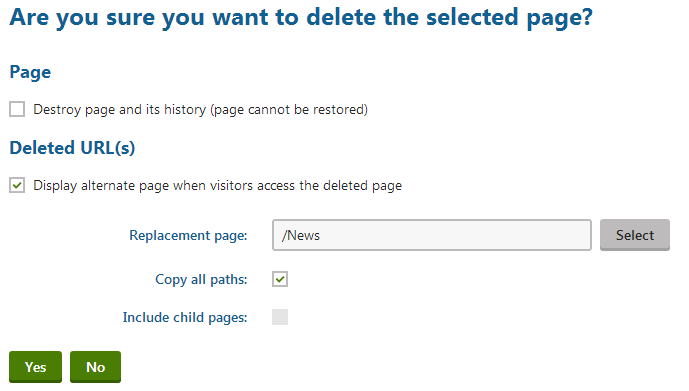 Are you sure you want to delete the selected page?
Page
Destroy page and its history (page cannot be restored)
Deleted URL(s)
Display alternate page when visitors access the deleted page
Replacement page: /News Select
Copy all paths:
Include child pages:
Yes No